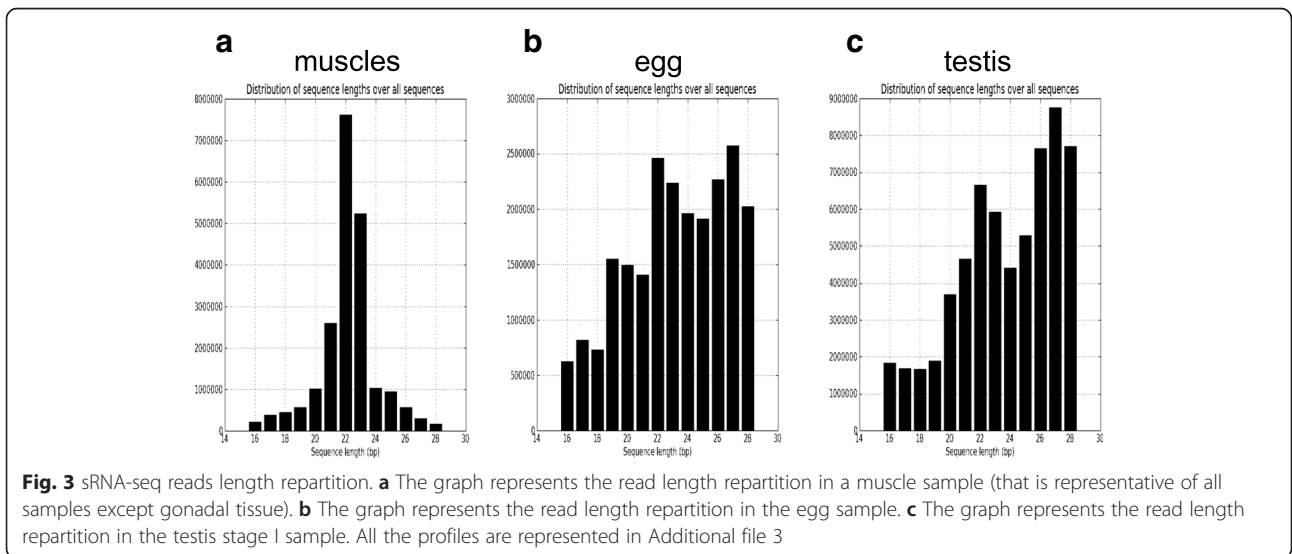 a
muscles
Distribution of sequence lengths over all sequences
8000000
7000000
6000000
5000000
4000000
3000000
2000000
1000000
0
14 16 18 20 22 24 26 28 30
Sequence length (bp)
b
egg
Distribution of sequence lengths over all sequences
3000000
2500000
2000000
1500000
1000000
500000
0
14 16 18 20 22 24 26 28 30
Sequence length (bp)
c
testis
Distribution of sequence lengths over all sequences
9000000
8000000
7000000
6000000
5000000
4000000
3000000
2000000
1000000
0
14 16 18 20 22 24 26 28 30
Sequence length (bp)
Fig. 3 sRNA-seq reads length repartition. a The graph represents the read length repartition in a muscle sample (that is representative of all
samples except gonadal tissue). b The graph represents the read length repartition in the egg sample. c The graph represents the read length
repartition in the testis stage I sample. All the profiles are represented in Additional file 3